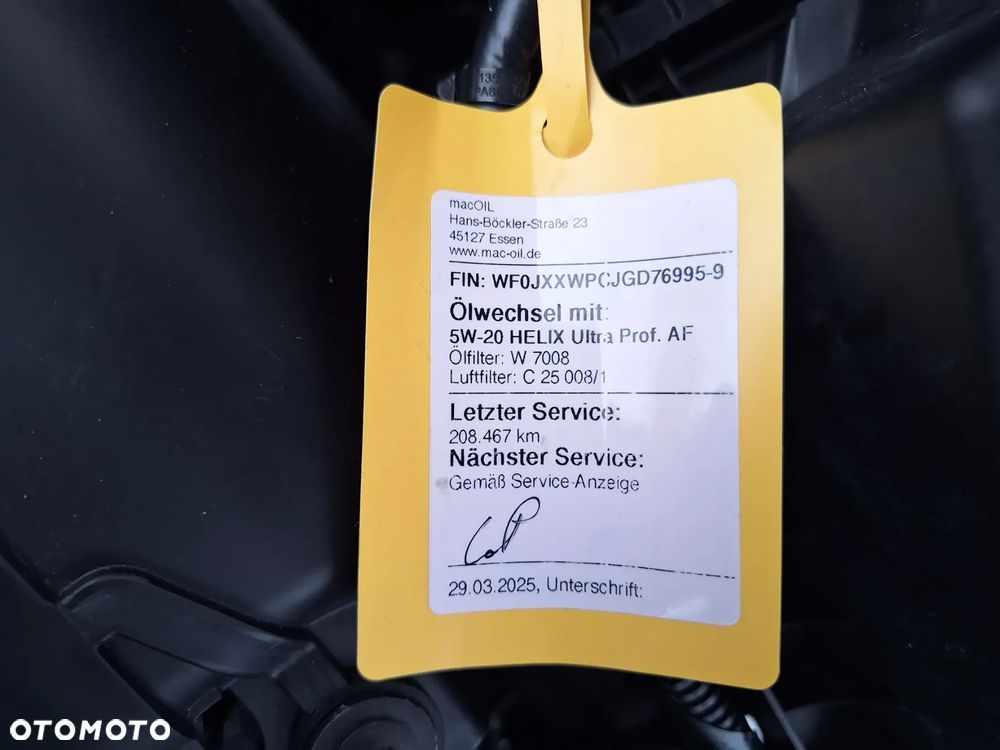 macOIL
Hans-Böckler-Straße 23
45127 Essen
www.mac-oil.de
FIN: WF0JXXWPCJGD76995-9
Ölwechsel mit:
5W-20 HELIX Ultra Prof. AF
Ölfilter: W 7008
Luftfilter: C 25 008/1
Letzter Service:
208.467 km
Nächster Service:
Gemäß Service-Anzeige
29.03.2025, Unterschrift:
OTOMOTO